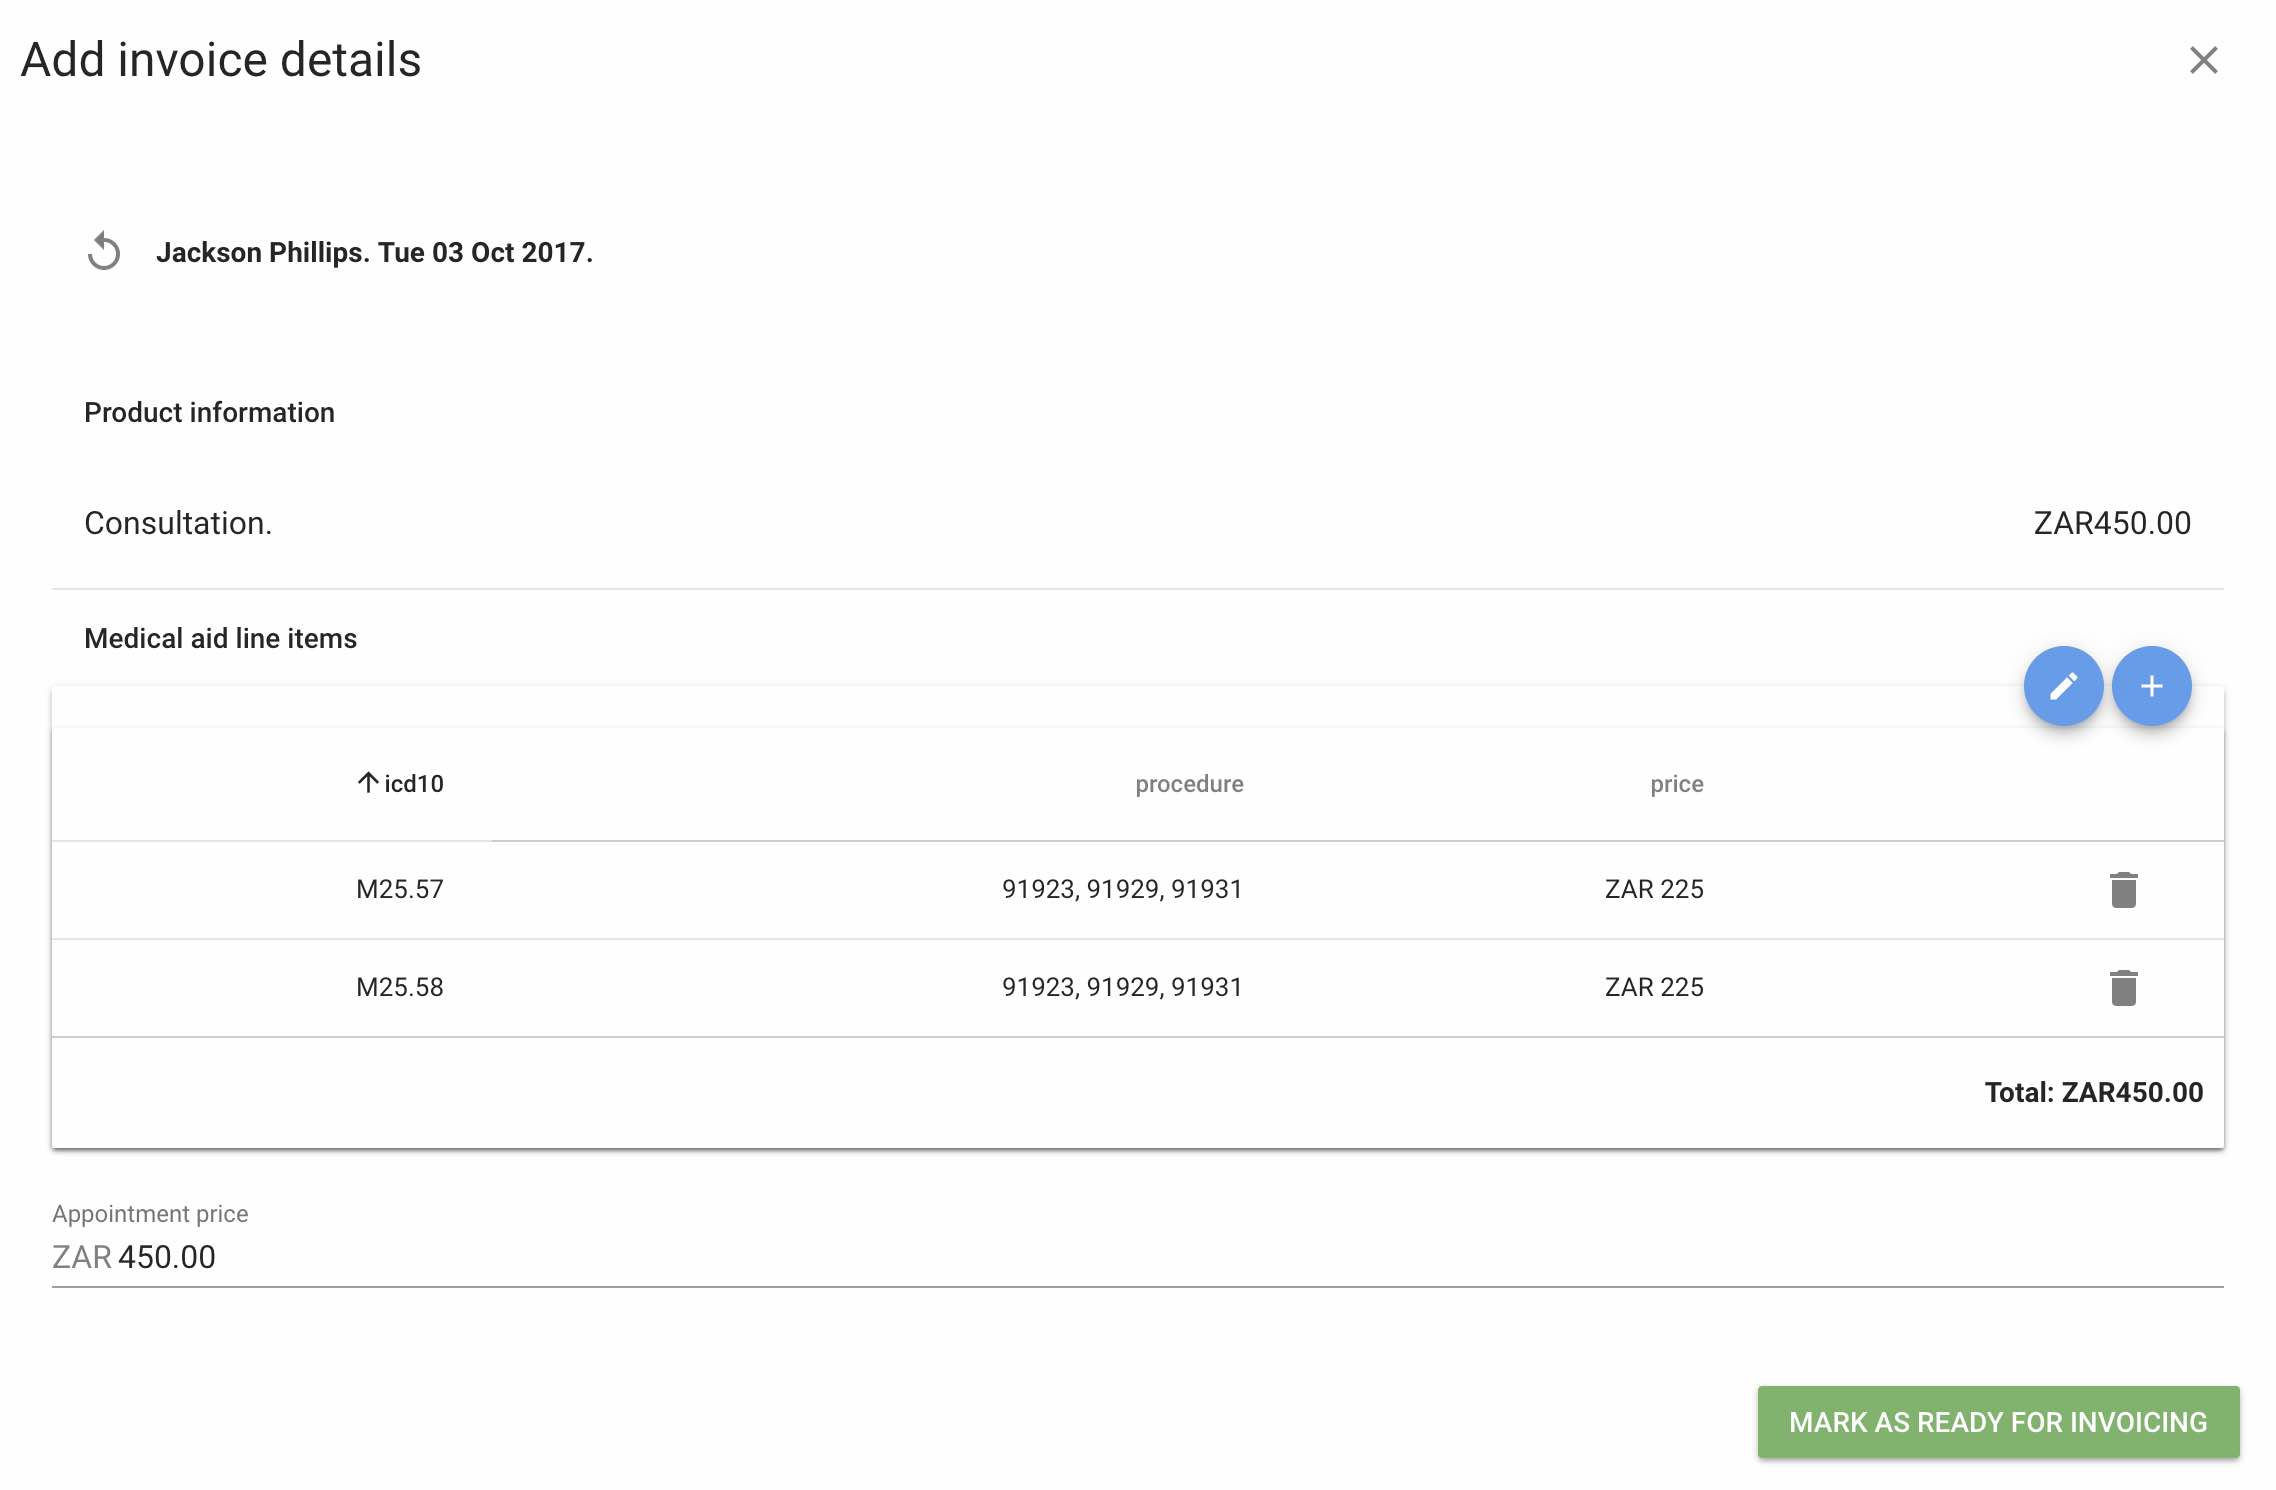 Add invoice details
Jackson Phillips. Tue 03 Oct 2017.
Product information
Consultation. ZAR450.00
Medical aid line items
icd10 procedure price
M25.57 91923, 91929, 91931 ZAR 225
M25.58 91923, 91929, 91931 ZAR 225
Total: ZAR450.00
Appointment price
ZAR 450.00
MARK AS READY FOR INVOICING